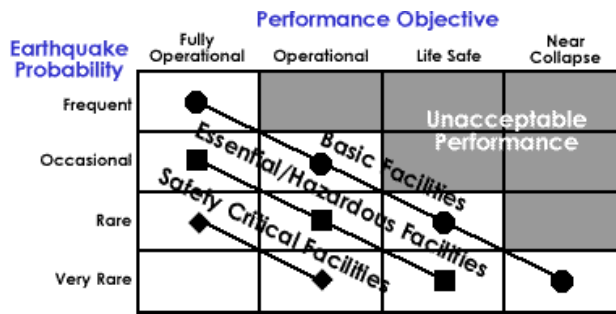 Performance Objective
Earthquake
Probability
Fully
Operational
Operational
Life Safe
Near
Collapse
Frequent
Unacceptable
Performance
Basic Facilities
Occasional
Essential/Hazardous Facilities
Safety Critical Facilities
Rare
Very Rare